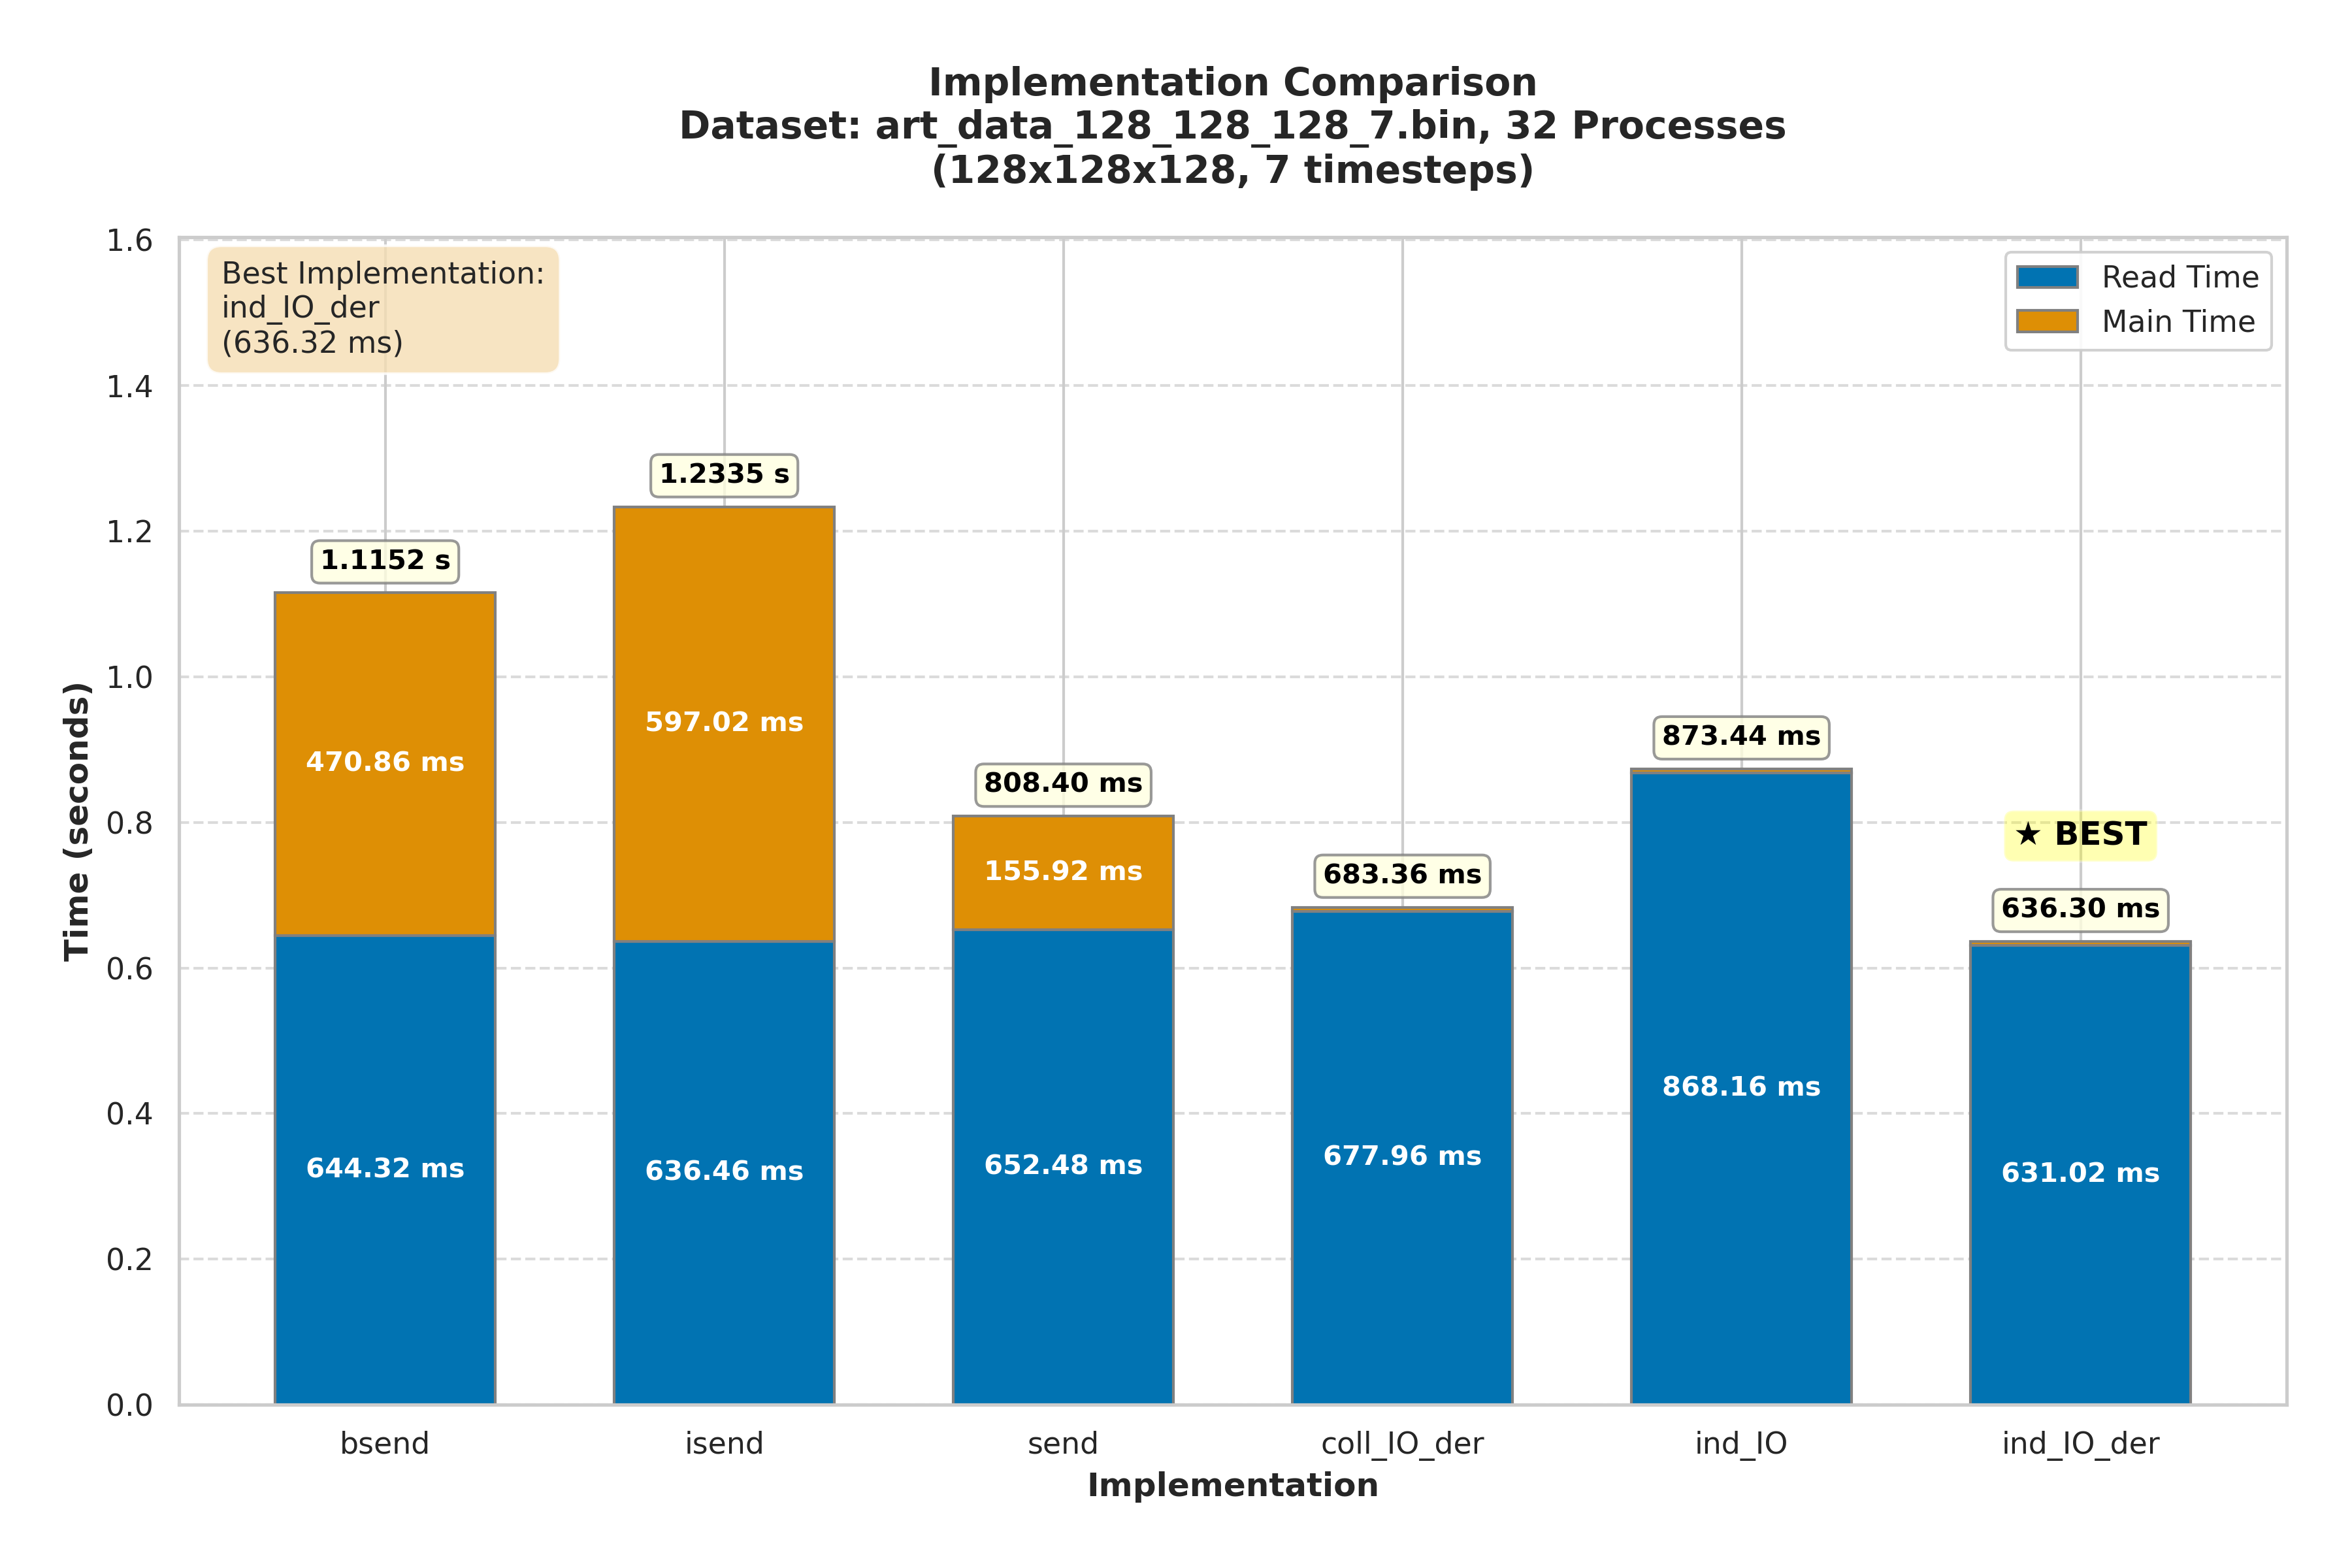 Implementation Comparison
Dataset: art_data_128_128_128_7.bin, 32 Processes
(128x128x128, 7 timesteps)
Best Implementation:
ind_IO_der
(636.32 ms)
Read Time
Main Time
1.6
1.4
1.2
1.0
0.8
0.6
0.4
0.2
0.0
Time (seconds)
1.1152 s
470.86 ms
644.32 ms
1.2335 s
597.02 ms
636.46 ms
808.40 ms
155.92 ms
652.48 ms
683.36 ms
677.96 ms
873.44 ms
868.16 ms
★ BEST
636.30 ms
631.02 ms
bsend
isend
send
coll_IO_der
ind_IO
ind_IO_der
Implementation